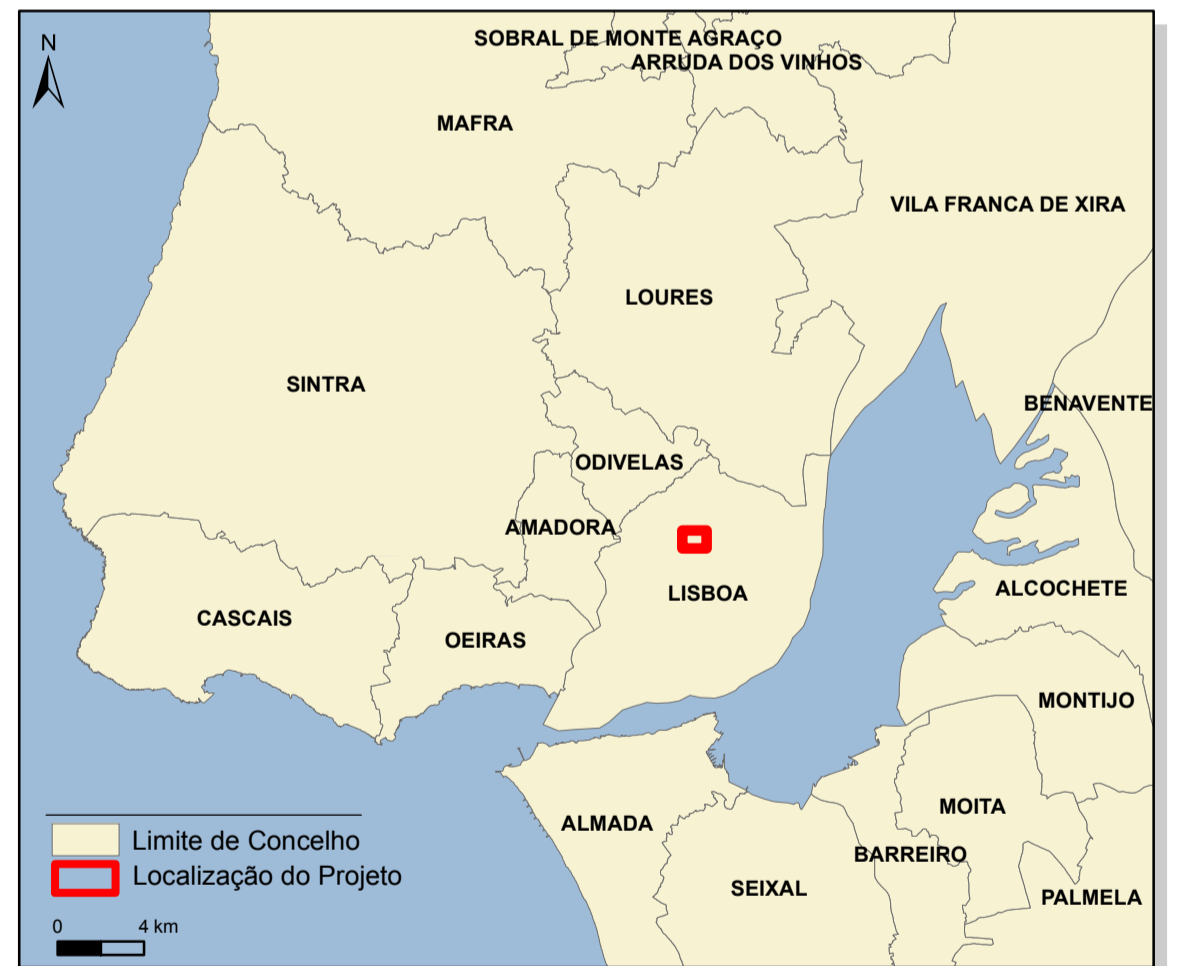 N
SOBRAL DE MONTE AGRAÇO
ARRUDA DOS VINHOS
MAFRA
VILA FRANCA DE XIRA
LOURES
SINTRA
BENAVENTE
ODIVELAS
AMADORA
ALCOCHETE
LISBOA
CASCAIS
OEIRAS
MONTIJO
MOITA
ALMADA
BARREIRO
SEIXAL
PALMELA
Limite de Concelho
Localização do Projeto
0 4 km